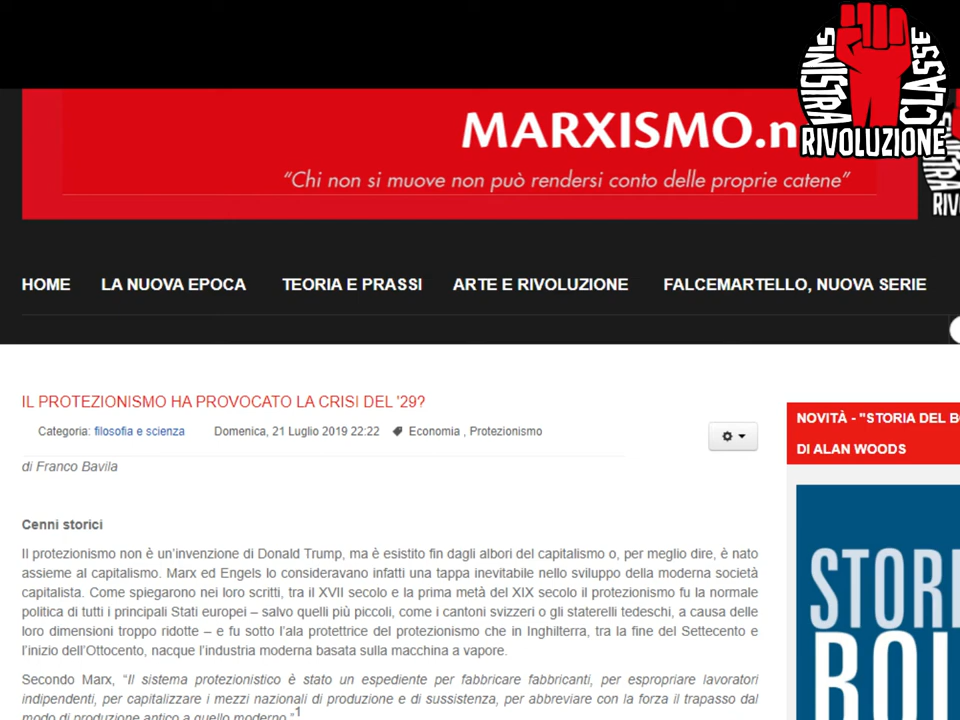 SINISTRA CLASSE RIVOLUZIONE
MARXISMO.n
“Chi non si muove non può rendersi conto delle proprie catene”
HOME LA NUOVA EPOCA TEORIA E PRASSI ARTE E RIVOLUZIONE FALCEMARTELLO, NUOVA SERIE
IL PROTEZIONISMO HA PROVOCATO LA CRISI DEL '29?
Categoria: filosofia e scienza Domenica, 21 Luglio 2019 22:22 Economia , Protezionismo
di Franco Bavila
Cenni storici
Il protezionismo non è un’invenzione di Donald Trump, ma è esistito fin dagli albori del capitalismo o, per meglio dire, è nato
assieme al capitalismo. Marx ed Engels lo consideravano infatti una tappa inevitabile nello sviluppo della moderna società
capitalista. Come spiegarono nei loro scritti, tra il XVII secolo e la prima metà del XIX secolo il protezionismo fu la normale
politica di tutti i principali Stati europei – salvo quelli più piccoli, come i cantoni svizzeri o gli staterelli tedeschi, a causa delle
loro dimensioni troppo ridotte – e fu sotto l’ala protettrice del protezionismo che in Inghilterra, tra la fine del Settecento e
l’inizio dell’Ottocento, nacque l’industria moderna basata sulla macchina a vapore.
Secondo Marx, “Il sistema protezionistico è stato un espediente per fabbricare fabbricanti, per espropriare lavoratori
indipendenti, per capitalizzare i mezzi nazionali di produzione e di sussistenza, per abbreviare con la forza il trapasso dal
modo di produzione antico a quello moderno.”1
NOVITÀ - "STORIA DEL B
DI ALAN WOODS
STORI
BOL